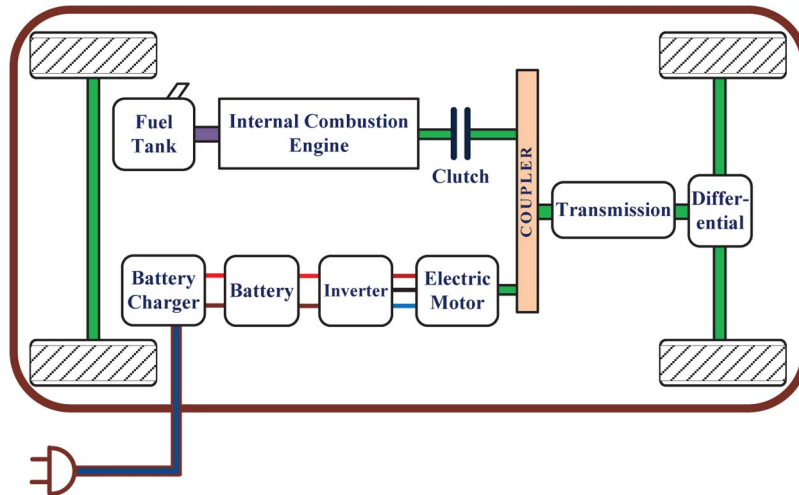 Fuel
Tank
Internal Combustion
Engine
Clutch
COUPLER
Transmission
Differ-
ential
Battery
Charger
Battery
Inverter
Electric
Motor